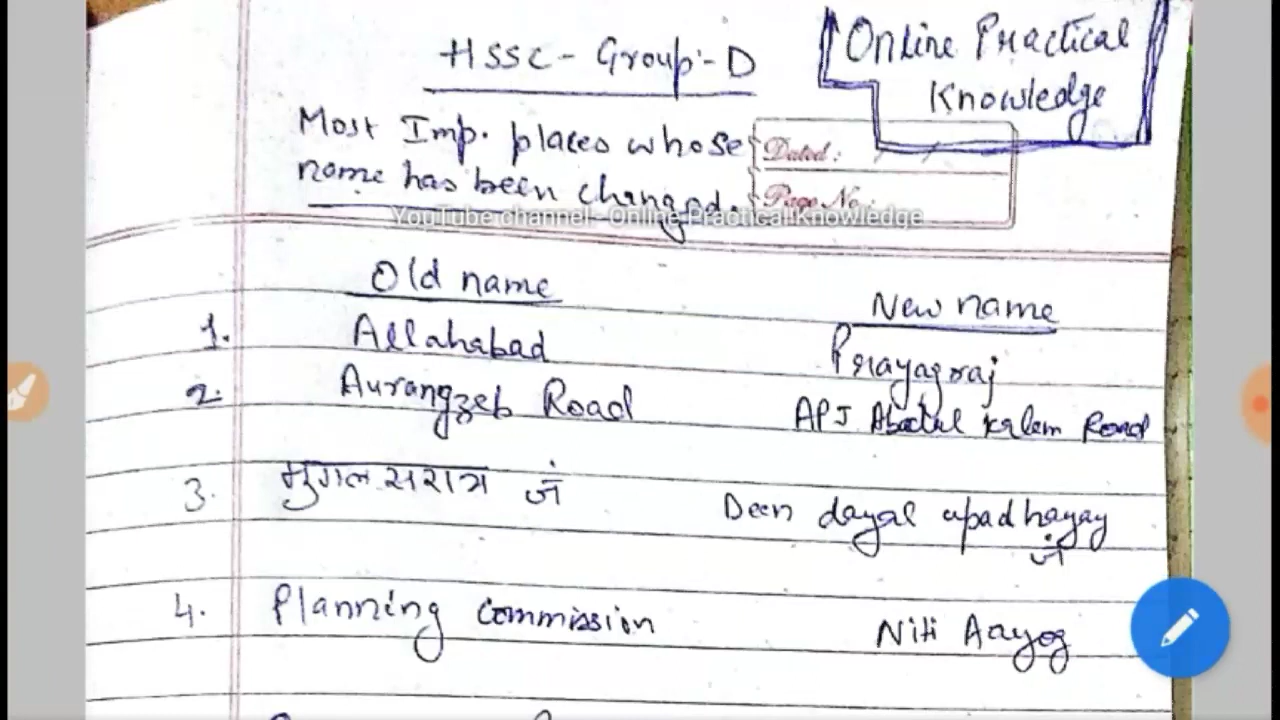 HSSC - Group - D
Online Practical
Knowledge
Most Imp. places whose
name has been changed.
Dated :
Page No :
YouTube channel- Online Practical Knowledge
Old name New name
1. Allahabad Prayagraj
2. Aurangzeb Road APJ Abdul Kalam Road
3. मुगल सराय जं Deen dayal upadhayay
जं
4. Planning Commission Niti Aayog